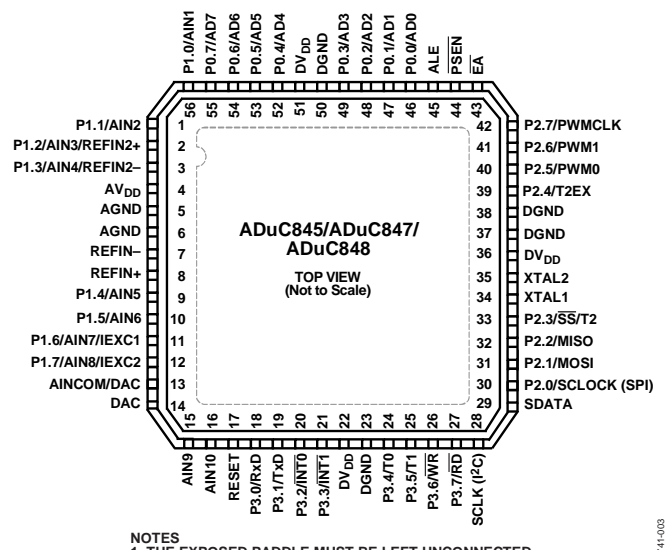 P1.0/AIN1
P0.7/AD7
P0.6/AD6
P0.5/AD5
P0.4/AD4
DVDD
DGND
P0.3/AD3
P0.2/AD2
P0.1/AD1
P0.0/AD0
ALE
PSEN
EA
56
55
54
53
52
51
50
49
48
47
46
45
44
43
P1.1/AIN2 1
P1.2/AIN3/REFIN2+ 2
P1.3/AIN4/REFIN2– 3
AVDD 4
AGND 5
AGND 6
REFIN– 7
REFIN+ 8
P1.4/AIN5 9
P1.5/AIN6 10
P1.6/AIN7/IEXC1 11
P1.7/AIN8/IEXC2 12
AINCOM/DAC 13
DAC 14
ADuC845/ADuC847/
ADuC848
TOP VIEW
(Not to Scale)
42 P2.7/PWMCLK
41 P2.6/PWM1
40 P2.5/PWM0
39 P2.4/T2EX
38 DGND
37 DGND
36 DVDD
35 XTAL2
34 XTAL1
33 P2.3/SS/T2
32 P2.2/MISO
31 P2.1/MOSI
30 P2.0/SCLOCK (SPI)
29 SDATA
15
16
17
18
19
20
21
22
23
24
25
26
27
28
AIN9
AIN10
RESET
P3.0/RxD
P3.1/TxD
P3.2/INT0
P3.3/INT1
DVDD
DGND
P3.4/T0
P3.5/T1
P3.6/WR
P3.7/RD
SCLK (I2C)
NOTES
1. THE EXPOSED PADDLE MUST BE LEFT UNCONNECTED
41-003